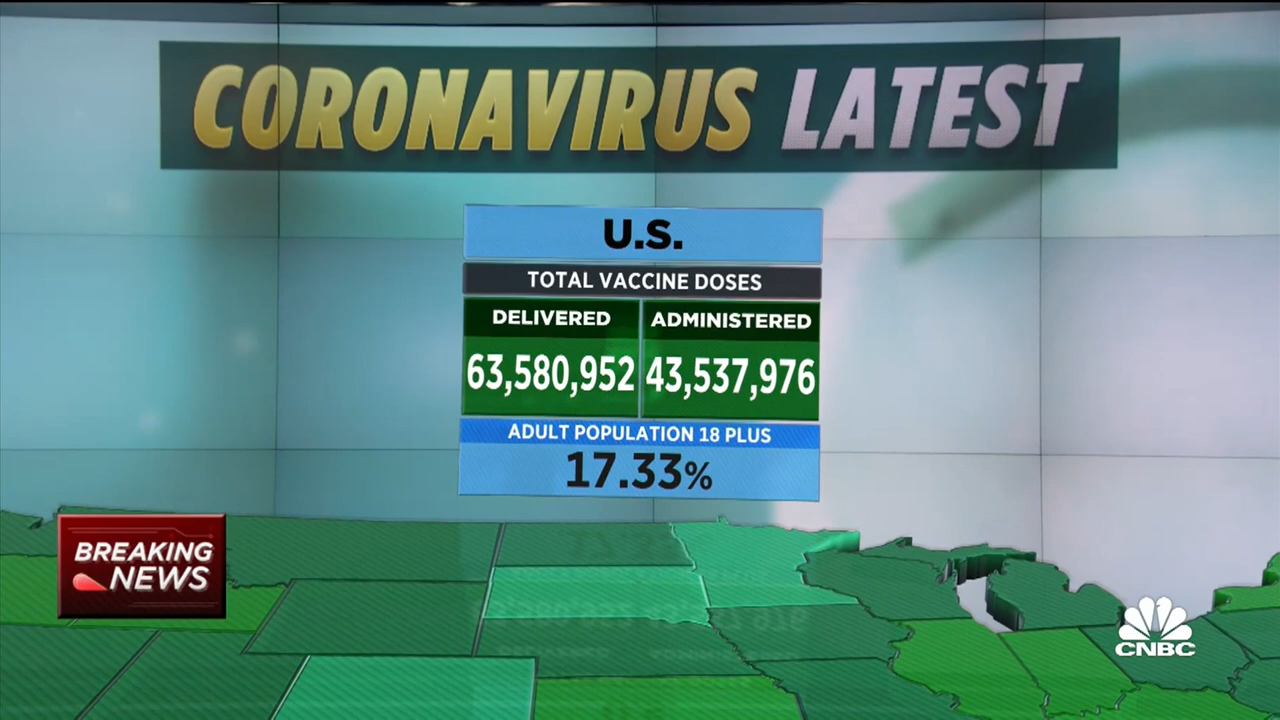 CORONAVIRUS LATEST
U.S.
TOTAL VACCINE DOSES
DELIVERED ADMINISTERED
63,580,952 43,537,976
ADULT POPULATION 18 PLUS
17.33%
BREAKING
NEWS
CNBC